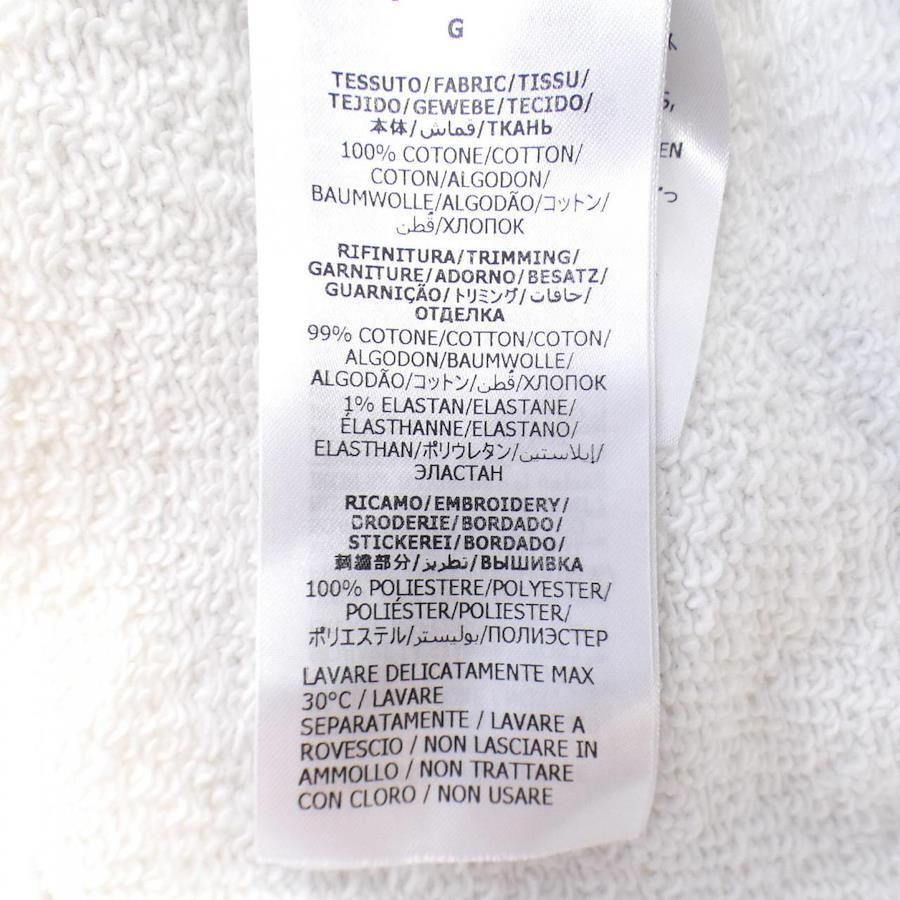 G
TESSUTO/FABRIC/TISSU/
TEJIDO/GEWEBE/TECIDO/
本体/قماش/ТКАНЬ
100% COTONE/COTTON/
COTON/ALGODON/
BAUMWOLLE/ALGODÃO/コットン/
قُطن/ХЛОПОК
RIFINITURA/TRIMMING/
GARNITURE/ADORNO/BESATZ/
GUARNIÇÃO/トリミング/حافات/
ОТДЕЛКА
99% COTONE/COTTON/COTON/
ALGODON/BAUMWOLLE/
ALGODÃO/コットン/قُطن/ХЛОПОК
1% ELASTAN/ELASTANE/
ÉLASTHANNE/ELASTANO/
ELASTHAN/ポリウレタン/إيلاستين/
ЭЛАСТАН
RICAMO/EMBROIDERY/
BRODERIE/BORDADO/
STICKEREI/BORDADO/
刺繍部分/تطريز/ВЫШИВКА
100% POLIESTERE/POLYESTER/
POLIÉSTER/POLIESTER/
ポリエステル/بوليستر/ПОЛИЭСТЕР
LAVARE DELICATAMENTE MAX
30°C / LAVARE
SEPARATAMENTE / LAVARE A
ROVESCIO / NON LASCIARE IN
AMMOLLO / NON TRATTARE
CON CLORO / NON USARE
K
,
EN
っ